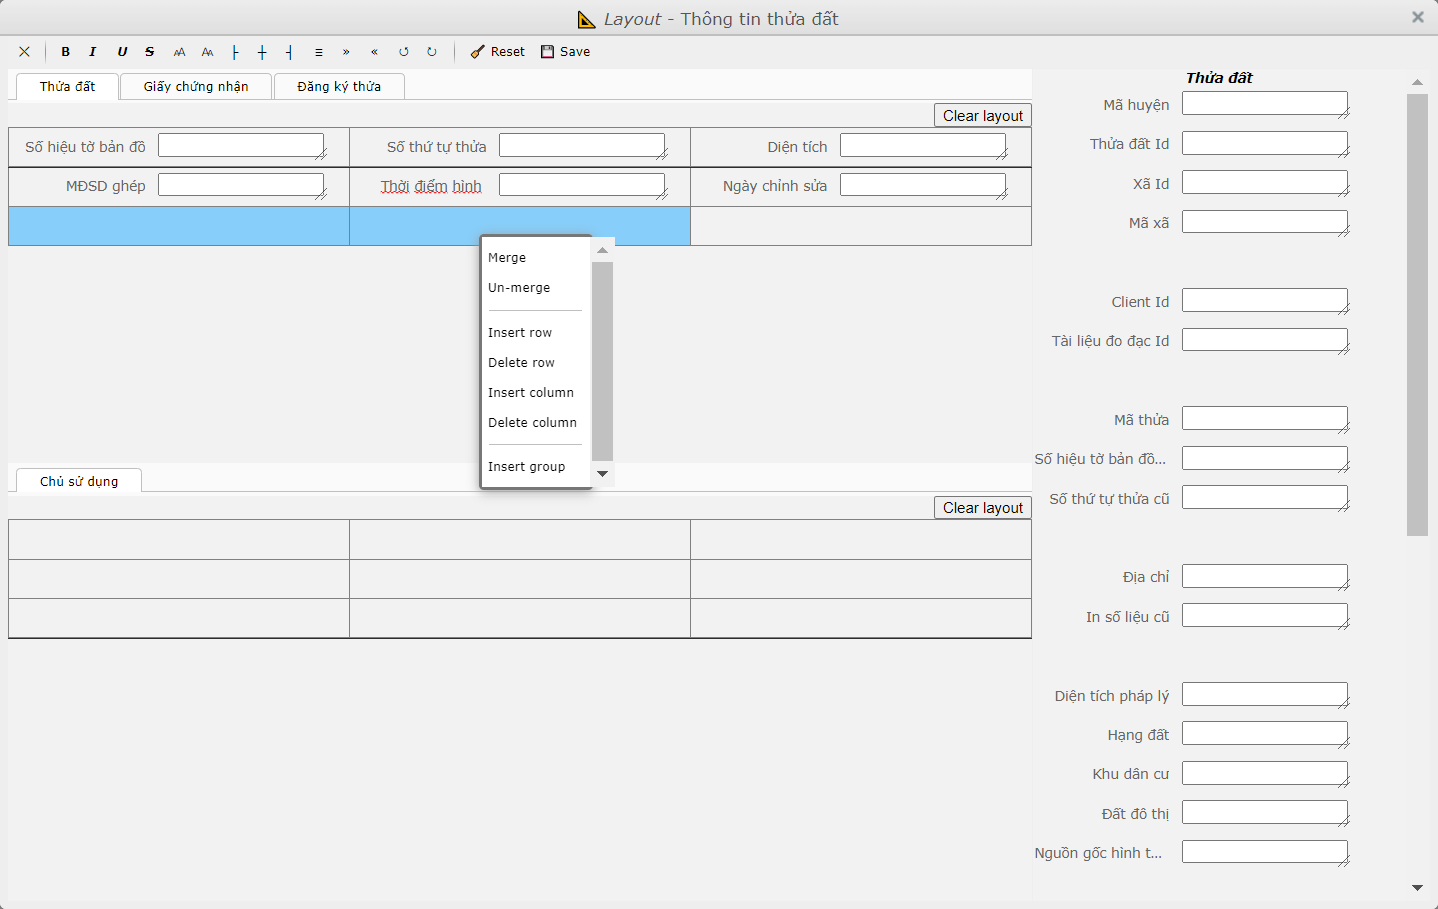 Layout - Thông tin thửa đất
B I U S AA AA Reset Save
Thửa đất
Giấy chứng nhận
Đăng ký thửa
Clear layout
Số hiệu tờ bản đồ
Số thứ tự thửa
Diện tích
MĐSD ghép
Thời điểm hình
Ngày chỉnh sửa
Merge
Un-merge
Insert row
Delete row
Insert column
Delete column
Insert group
Chủ sử dụng
Clear layout
Thửa đất
Mã huyện
Thửa đất Id
Xã Id
Mã xã
Client Id
Tài liệu đo đạc Id
Mã thửa
Số hiệu tờ bản đồ...
Số thứ tự thửa cũ
Địa chỉ
In số liệu cũ
Diện tích pháp lý
Hạng đất
Khu dân cư
Đất đô thị
Nguồn gốc hình t...